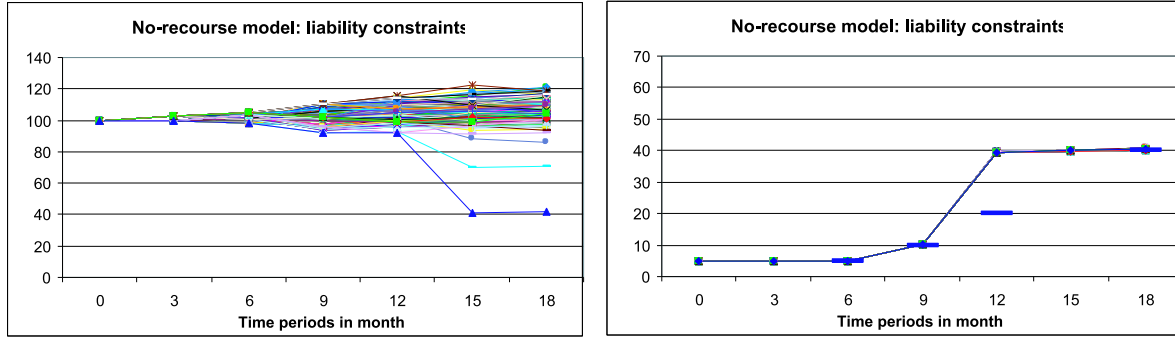 No-recourse model: liability constraints
140
120
100
80
60
40
20
0
0 3 6 9 12 15 18
Time periods in month
No-recourse model: liability constraints
70
60
50
40
30
20
10
0
0 3 6 9 12 15 18
Time periods in month